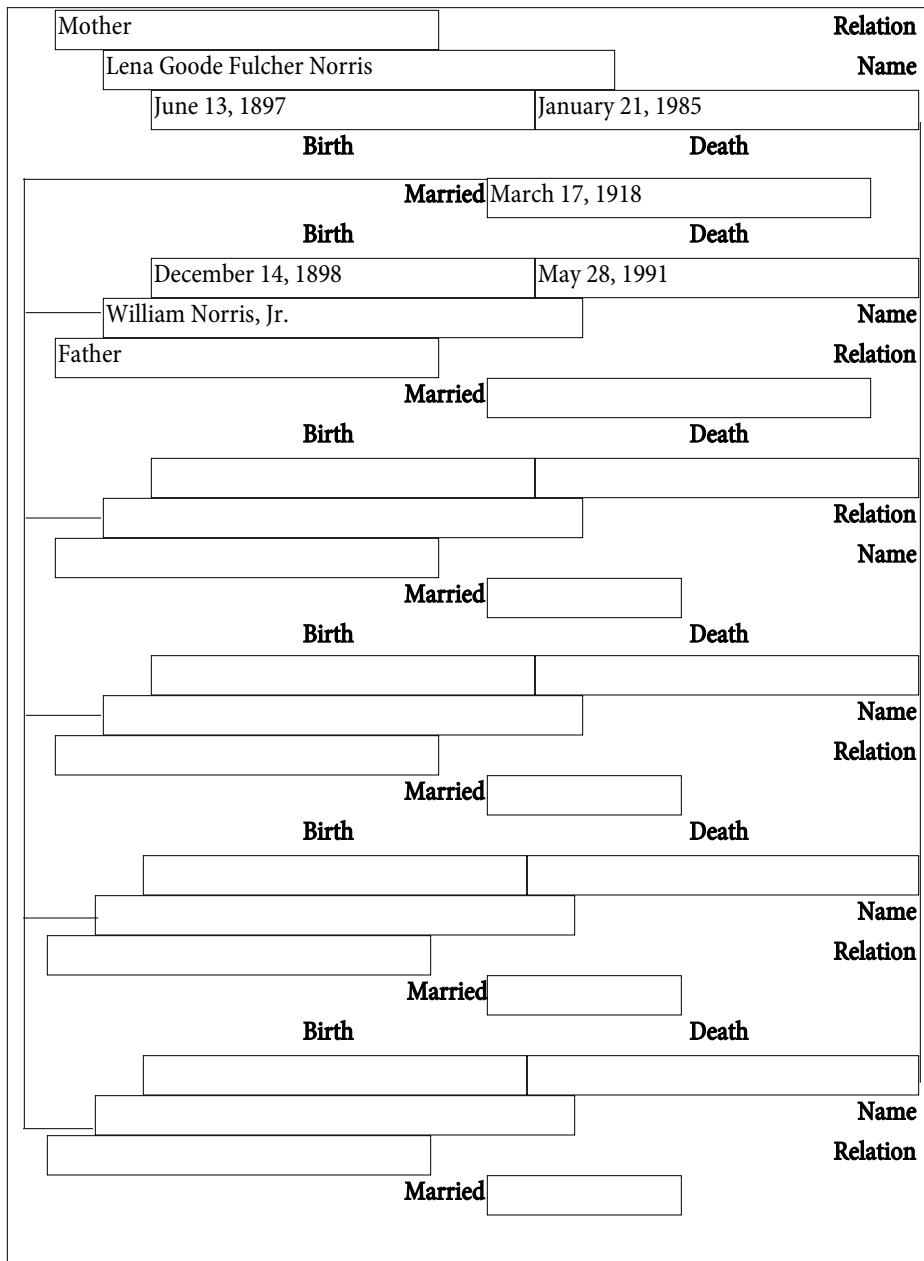 Mother Relation
Lena Goode Fulcher Norris Name
June 13, 1897 January 21, 1985
Birth Death
Married March 17, 1918
Birth Death
December 14, 1898 May 28, 1991
William Norris, Jr. Name
Father Relation
Married
Birth Death
Relation
Name
Married
Birth Death
Name
Relation
Married
Birth Death
Name
Relation
Married
Birth Death
Name
Relation
Married